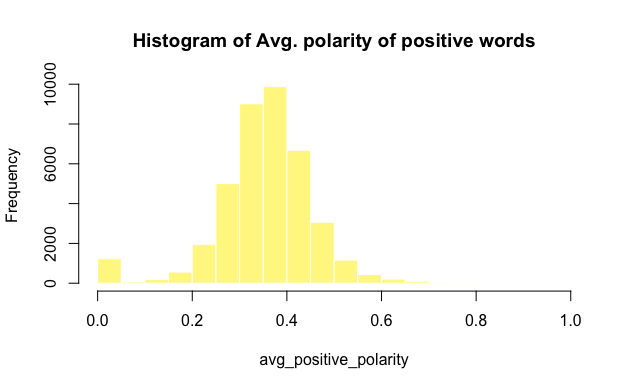 Histogram of Avg. polarity of positive words
Frequency
10000
6000
2000
0
0.0 0.2 0.4 0.6 0.8 1.0
avg_positive_polarity